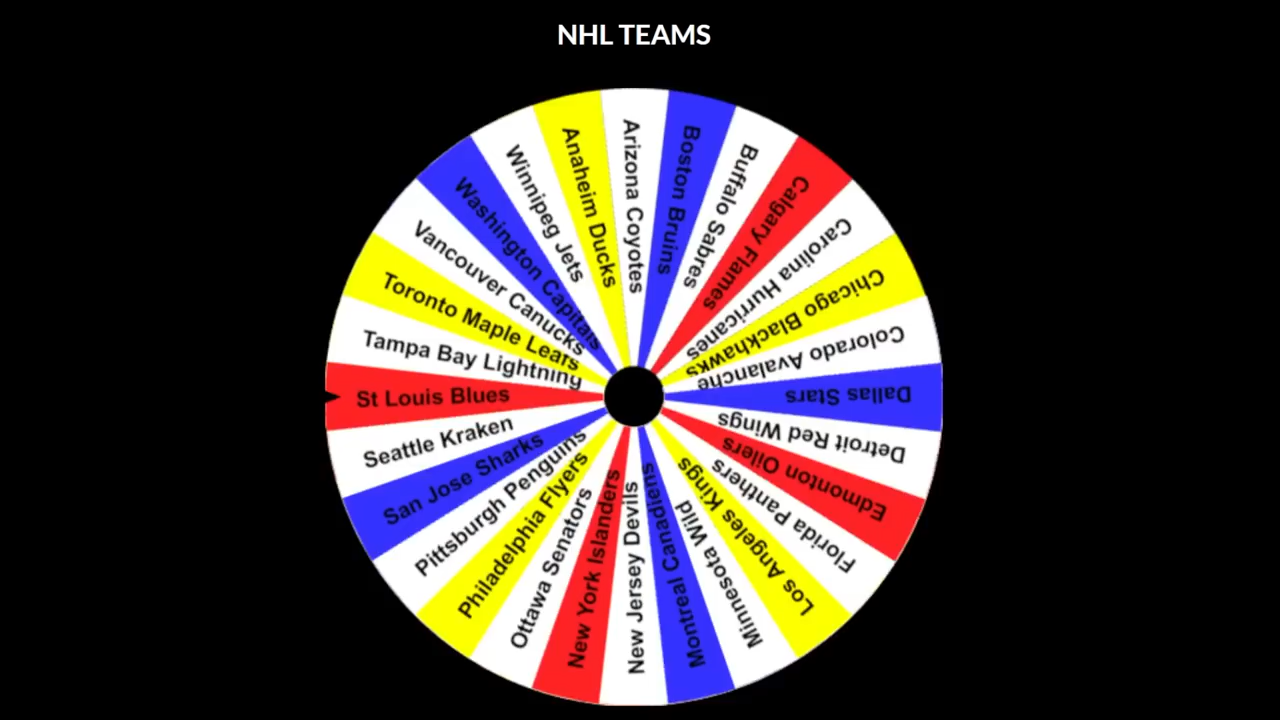 NHL TEAMS
Anaheim Ducks
Arizona Coyotes
Boston Bruins
Buffalo Sabres
Calgary Flames
Carolina Hurricanes
Chicago Blackhawks
Colorado Avalanche
Dallas Stars
Detroit Red Wings
Edmonton Oilers
Florida Panthers
Los Angeles Kings
Minnesota Wild
Montreal Canadiens
New Jersey Devils
New York Islanders
Ottawa Senators
Philadelphia Flyers
Pittsburgh Penguins
San Jose Sharks
Seattle Kraken
St Louis Blues
Tampa Bay Lightning
Toronto Maple Leafs
Vancouver Canucks
Washington Capitals
Winnipeg Jets